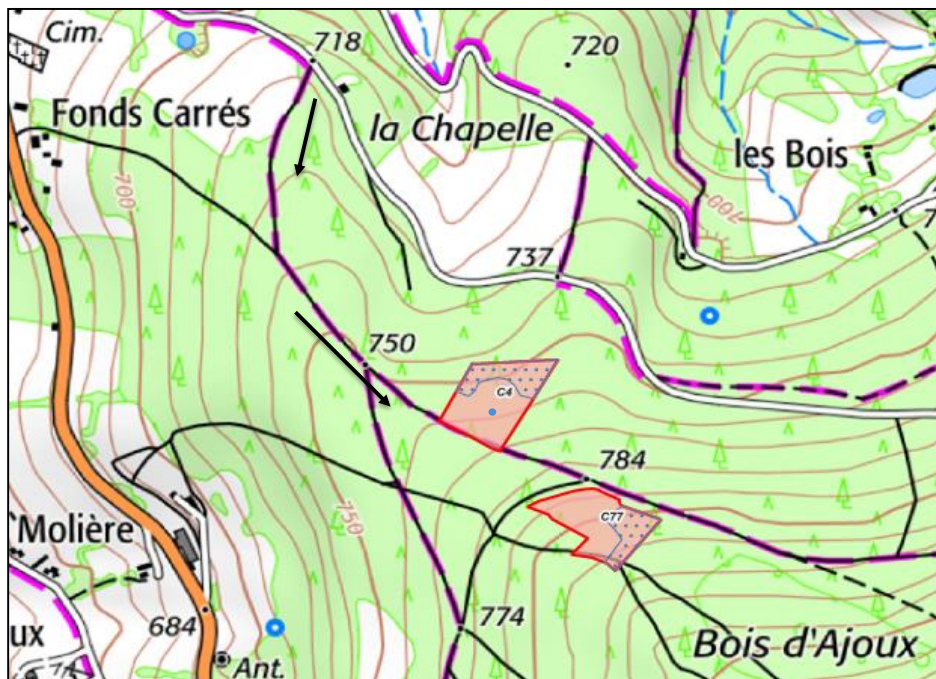 Cim.
718
720
Fonds Carrés
la Chapelle
les Bois
700
700
737
7
750
C4
784
750
C77
Molière
684
774
ux
Bois d'Ajoux
Ant.